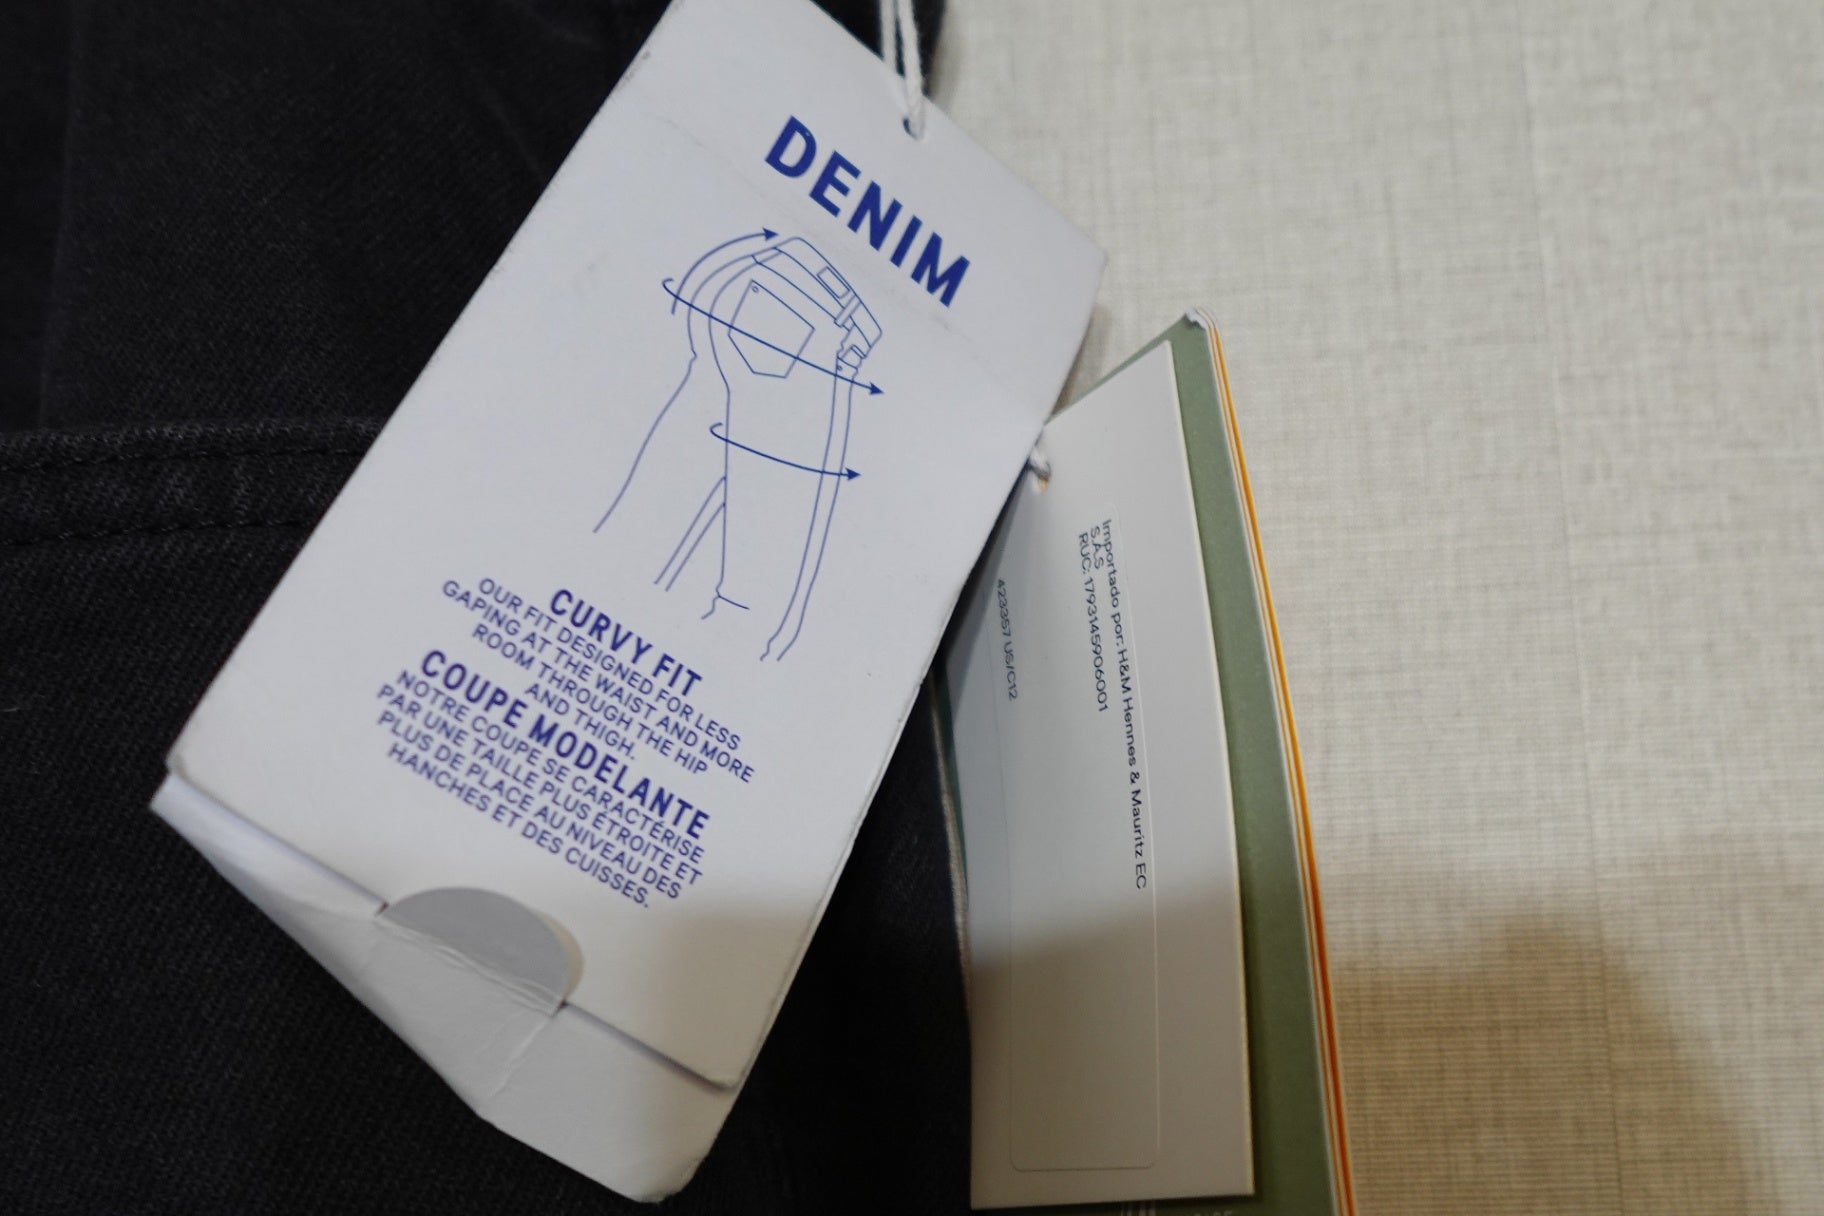 DENIM
CURVY FIT
OUR FIT DESIGNED FOR LESS
GAPING AT THE WAIST AND MORE
ROOM THROUGH THE HIP
AND THIGH.
COUPE MODELANTE
NOTRE COUPE SE CARACTÉRISE
PAR UNE TAILLE PLUS ÉTROITE ET
PLUS DE PLACE AU NIVEAU DES
HANCHES ET DES CUISSES.
Importado por: H&M Hennes & Mauritz EC
S.A.S
RUC: 1793145906001
423357 US/C12